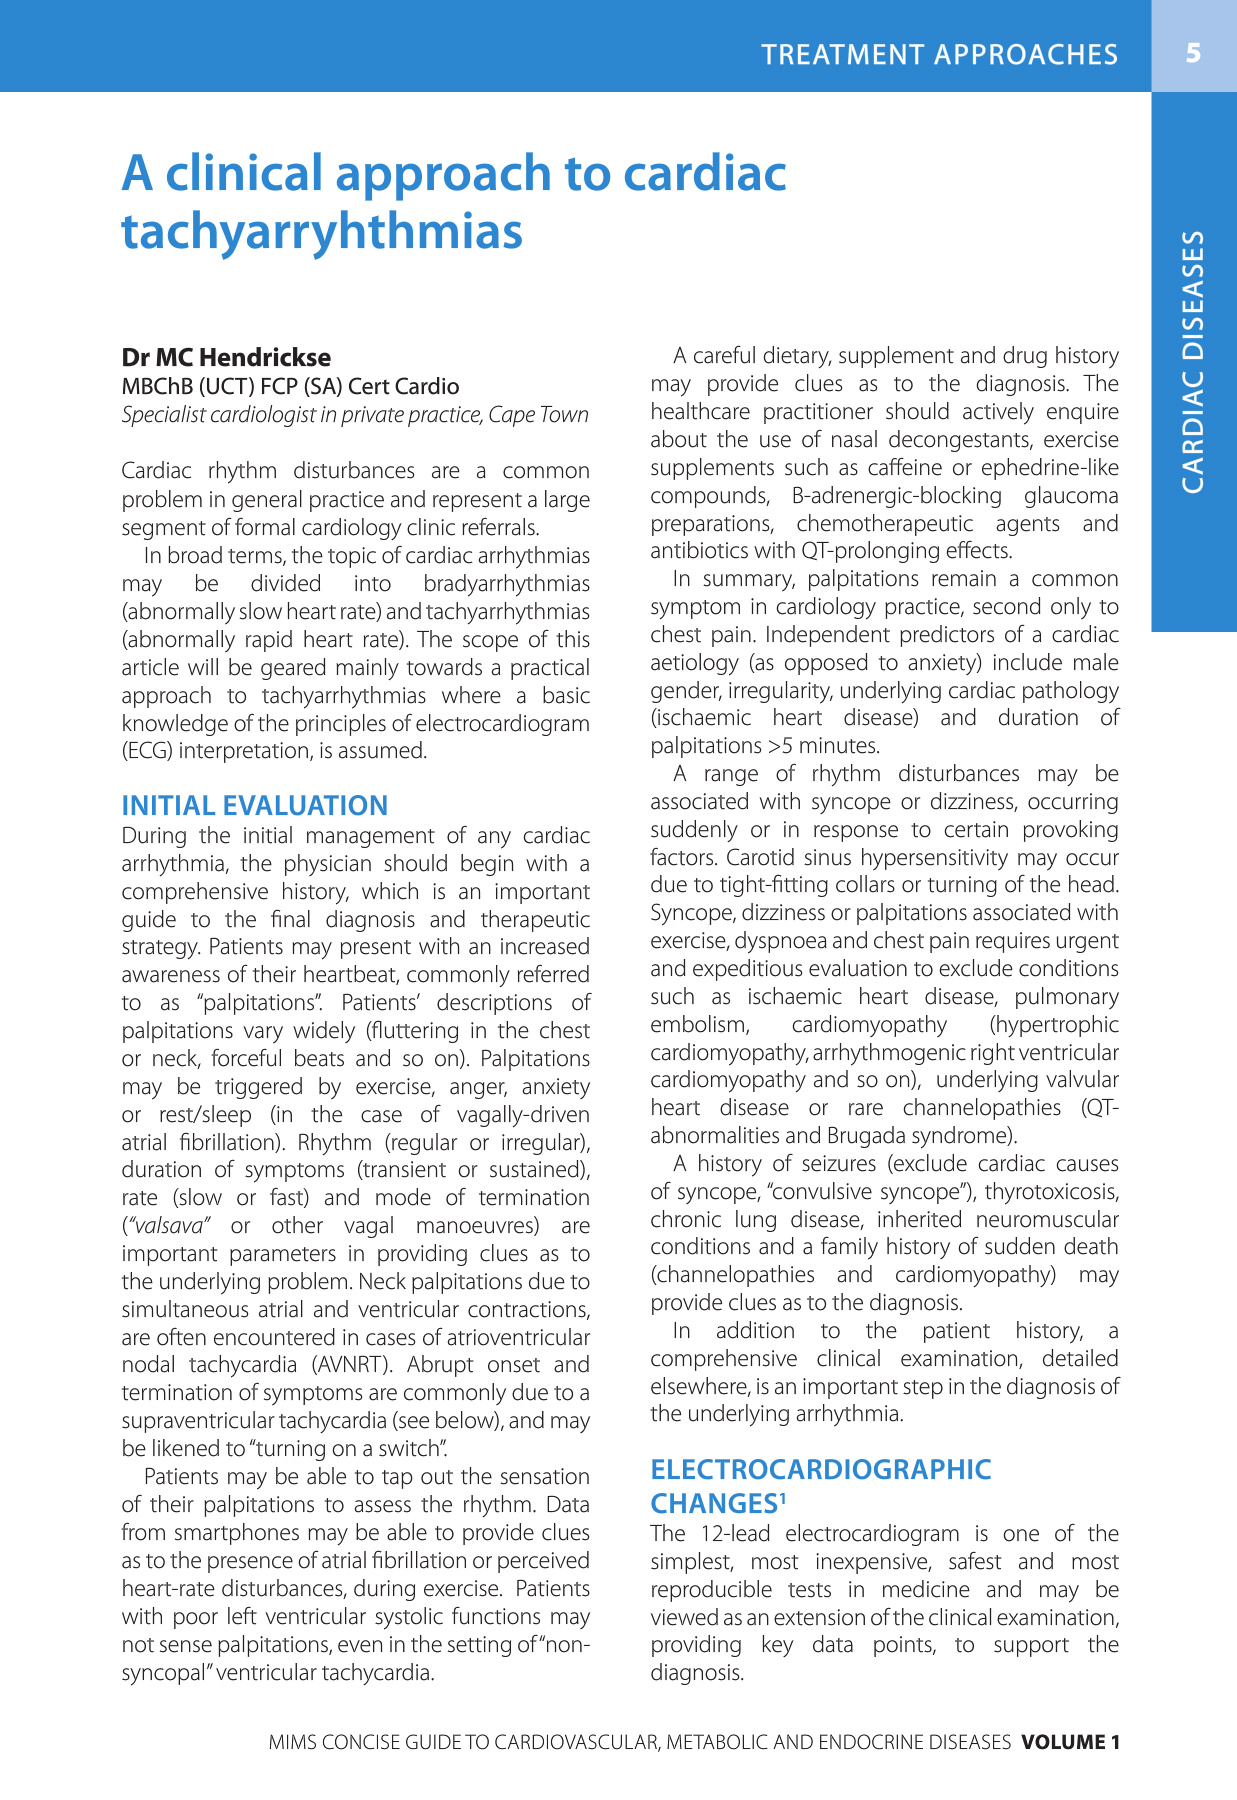 TREATMENT APPROACHES
5
CARDIAC DISEASES
A clinical approach to cardiac
tachyarryhthmias
Dr MC Hendrickse
MBChB (UCT) FCP (SA) Cert Cardio
Specialist cardiologist in private practice, Cape Town
Cardiac rhythm disturbances are a common
problem in general practice and represent a large
segment of formal cardiology clinic referrals.
In broad terms, the topic of cardiac arrhythmias
may be divided into bradyarrhythmias
(abnormally slow heart rate) and tachyarrhythmias
(abnormally rapid heart rate). The scope of this
article will be geared mainly towards a practical
approach to tachyarrhythmias where a basic
knowledge of the principles of electrocardiogram
(ECG) interpretation, is assumed.
INITIAL EVALUATION
During the initial management of any cardiac
arrhythmia, the physician should begin with a
comprehensive history, which is an important
guide to the final diagnosis and therapeutic
strategy. Patients may present with an increased
awareness of their heartbeat, commonly referred
to as “palpitations”. Patients’ descriptions of
palpitations vary widely (fluttering in the chest
or neck, forceful beats and so on). Palpitations
may be triggered by exercise, anger, anxiety
or rest/sleep (in the case of vagally-driven
atrial fibrillation). Rhythm (regular or irregular),
duration of symptoms (transient or sustained),
rate (slow or fast) and mode of termination
(“valsava” or other vagal manoeuvres) are
important parameters in providing clues as to
the underlying problem. Neck palpitations due to
simultaneous atrial and ventricular contractions,
are often encountered in cases of atrioventricular
nodal tachycardia (AVNRT). Abrupt onset and
termination of symptoms are commonly due to a
supraventricular tachycardia (see below), and may
be likened to “turning on a switch”.
Patients may be able to tap out the sensation
of their palpitations to assess the rhythm. Data
from smartphones may be able to provide clues
as to the presence of atrial fibrillation or perceived
heart-rate disturbances, during exercise. Patients
with poor left ventricular systolic functions may
not sense palpitations, even in the setting of “non-
syncopal” ventricular tachycardia.
A careful dietary, supplement and drug history
may provide clues as to the diagnosis. The
healthcare practitioner should actively enquire
about the use of nasal decongestants, exercise
supplements such as caffeine or ephedrine-like
compounds, B-adrenergic-blocking glaucoma
preparations, chemotherapeutic agents and
antibiotics with QT-prolonging effects.
In summary, palpitations remain a common
symptom in cardiology practice, second only to
chest pain. Independent predictors of a cardiac
aetiology (as opposed to anxiety) include male
gender, irregularity, underlying cardiac pathology
(ischaemic heart disease) and duration of
palpitations >5 minutes.
A range of rhythm disturbances may be
associated with syncope or dizziness, occurring
suddenly or in response to certain provoking
factors. Carotid sinus hypersensitivity may occur
due to tight-fitting collars or turning of the head.
Syncope, dizziness or palpitations associated with
exercise, dyspnoea and chest pain requires urgent
and expeditious evaluation to exclude conditions
such as ischaemic heart disease, pulmonary
embolism, cardiomyopathy (hypertrophic
cardiomyopathy, arrhythmogenic right ventricular
cardiomyopathy and so on), underlying valvular
heart disease or rare channelopathies (QT-
abnormalities and Brugada syndrome).
A history of seizures (exclude cardiac causes
of syncope, “convulsive syncope”), thyrotoxicosis,
chronic lung disease, inherited neuromuscular
conditions and a family history of sudden death
(channelopathies and cardiomyopathy) may
provide clues as to the diagnosis.
In addition to the patient history, a
comprehensive clinical examination, detailed
elsewhere, is an important step in the diagnosis of
the underlying arrhythmia.
ELECTROCARDIOGRAPHIC
CHANGES¹
The 12-lead electrocardiogram is one of the
simplest, most inexpensive, safest and most
reproducible tests in medicine and may be
viewed as an extension of the clinical examination,
providing key data points, to support the
diagnosis.
MIMS CONCISE GUIDE TO CARDIOVASCULAR, METABOLIC AND ENDOCRINE DISEASES VOLUME 1